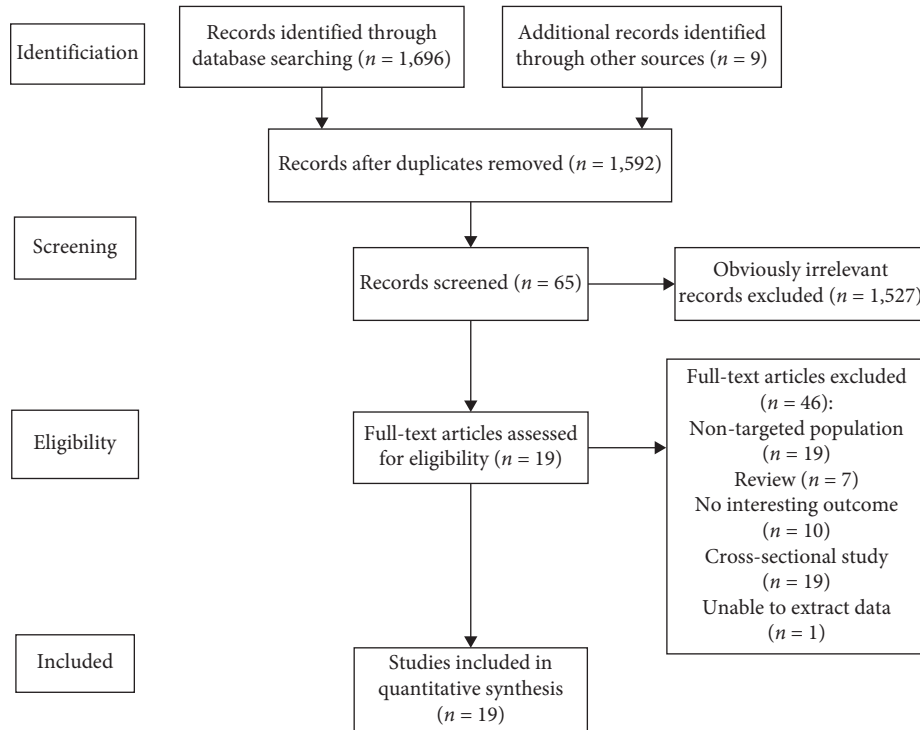 Identificiation
Records identified through
database searching (n = 1,696)
Additional records identified
through other sources (n = 9)
Records after duplicates removed (n = 1,592)
Screening
Records screened (n = 65)
Obviously irrelevant
records excluded (n = 1,527)
Eligibility
Full-text articles assessed
for eligibility (n = 19)
Full-text articles excluded
(n = 46):
Non-targeted population
(n = 19)
Review (n = 7)
No interesting outcome
(n = 10)
Cross-sectional study
(n = 19)
Unable to extract data
(n = 1)
Included
Studies included in
quantitative synthesis
(n = 19)